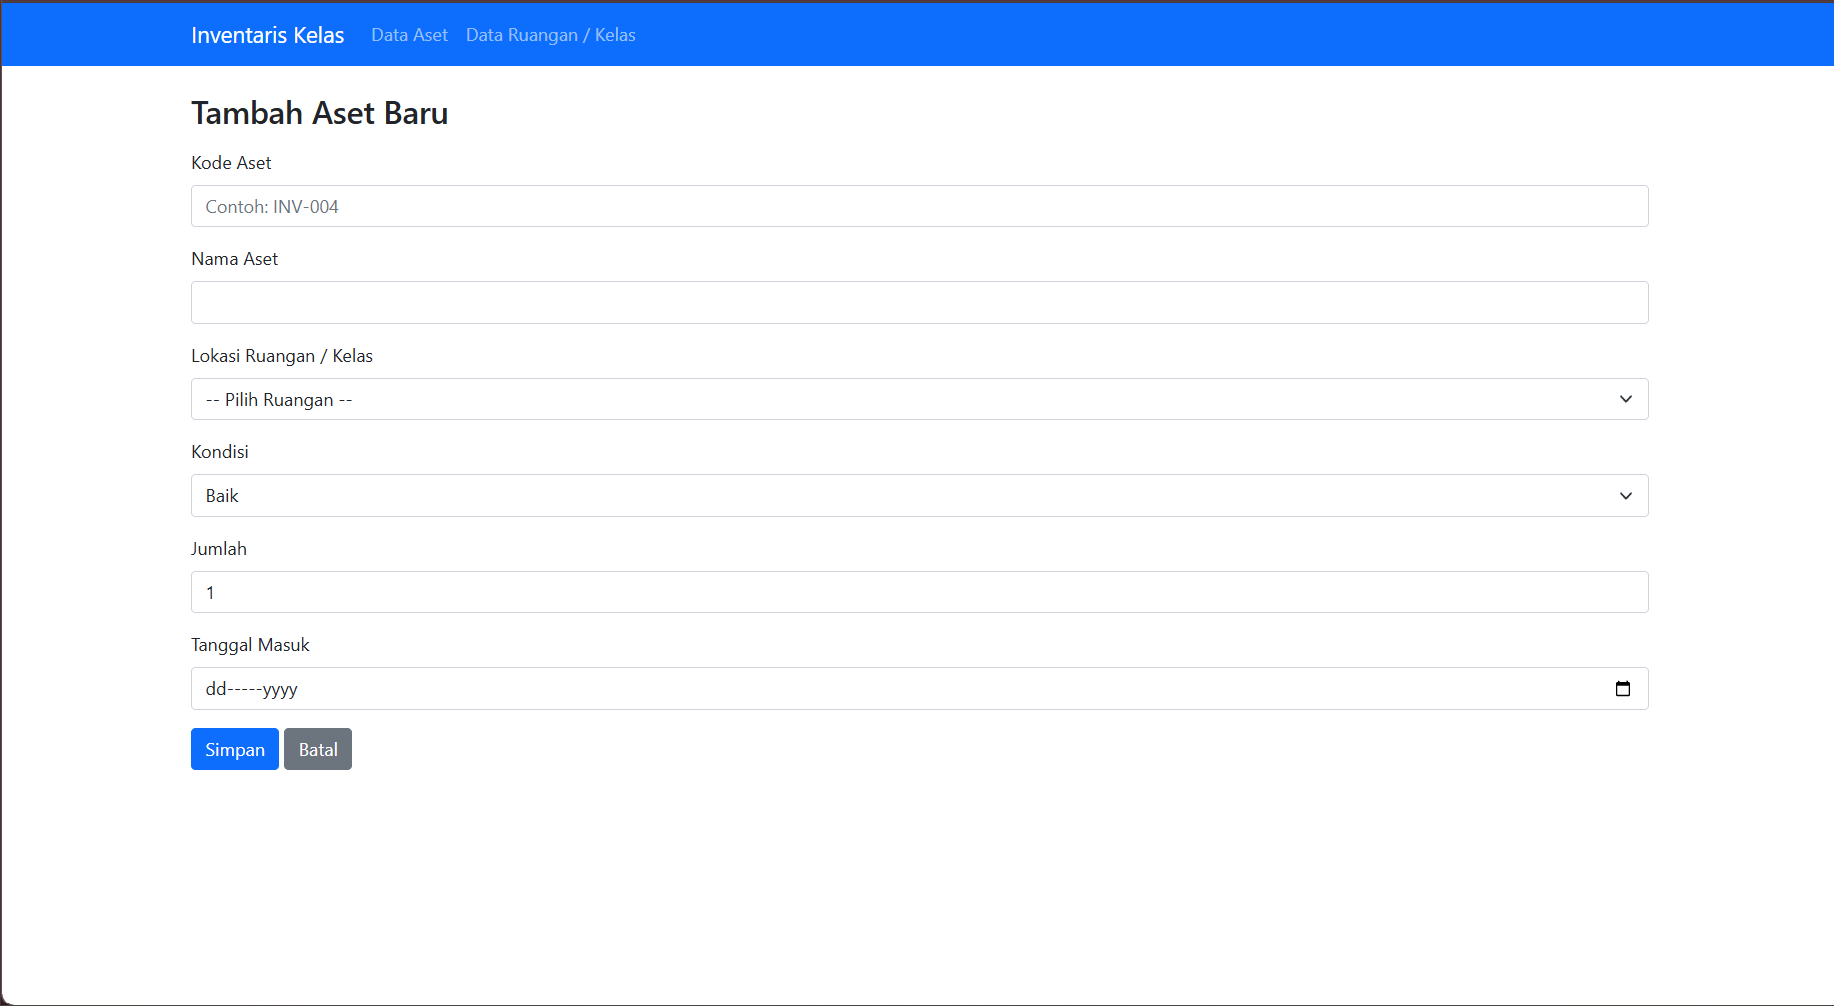 Inventaris Kelas Data Aset Data Ruangan / Kelas
Tambah Aset Baru
Kode Aset
Contoh: INV-004
Nama Aset
Lokasi Ruangan / Kelas
-- Pilih Ruangan --
Kondisi
Baik
Jumlah
1
Tanggal Masuk
dd-----yyyy
Simpan Batal